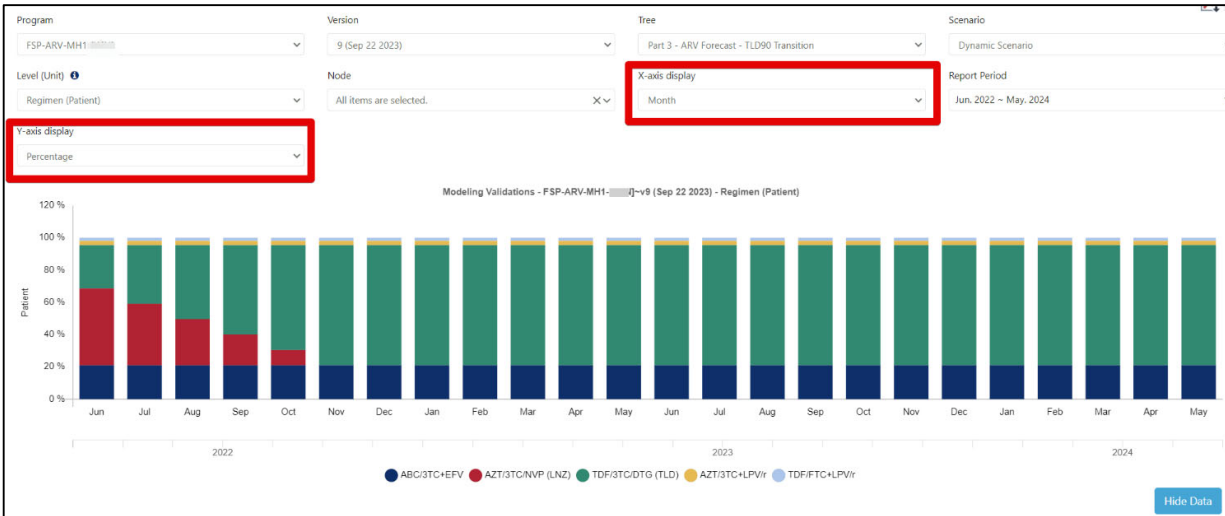 Program Version Tree Scenario
FSP-ARV-MH1 9 (Sep 22 2023) Part 3 - ARV Forecast - TLD90 Transition Dynamic Scenario
Level (Unit) Node X-axis display Report Period
Regimen (Patient) All items are selected. Month Jun. 2022 ~ May. 2024
Y-axis display
Percentage
Modeling Validations - FSP-ARV-MH1- ]~v9 (Sep 22 2023) - Regimen (Patient)
120 %
100 %
80 %
60 %
40 %
20 %
0 %
Patient
Jun Jul Aug Sep Oct Nov Dec Jan Feb Mar Apr May Jun Jul Aug Sep Oct Nov Dec Jan Feb Mar Apr May
2022 2023 2024
ABC/3TC+EFV AZT/3TC/NVP (LNZ) TDF/3TC/DTG (TLD) AZT/3TC+LPV/r TDF/FTC+LPV/r
Hide Data